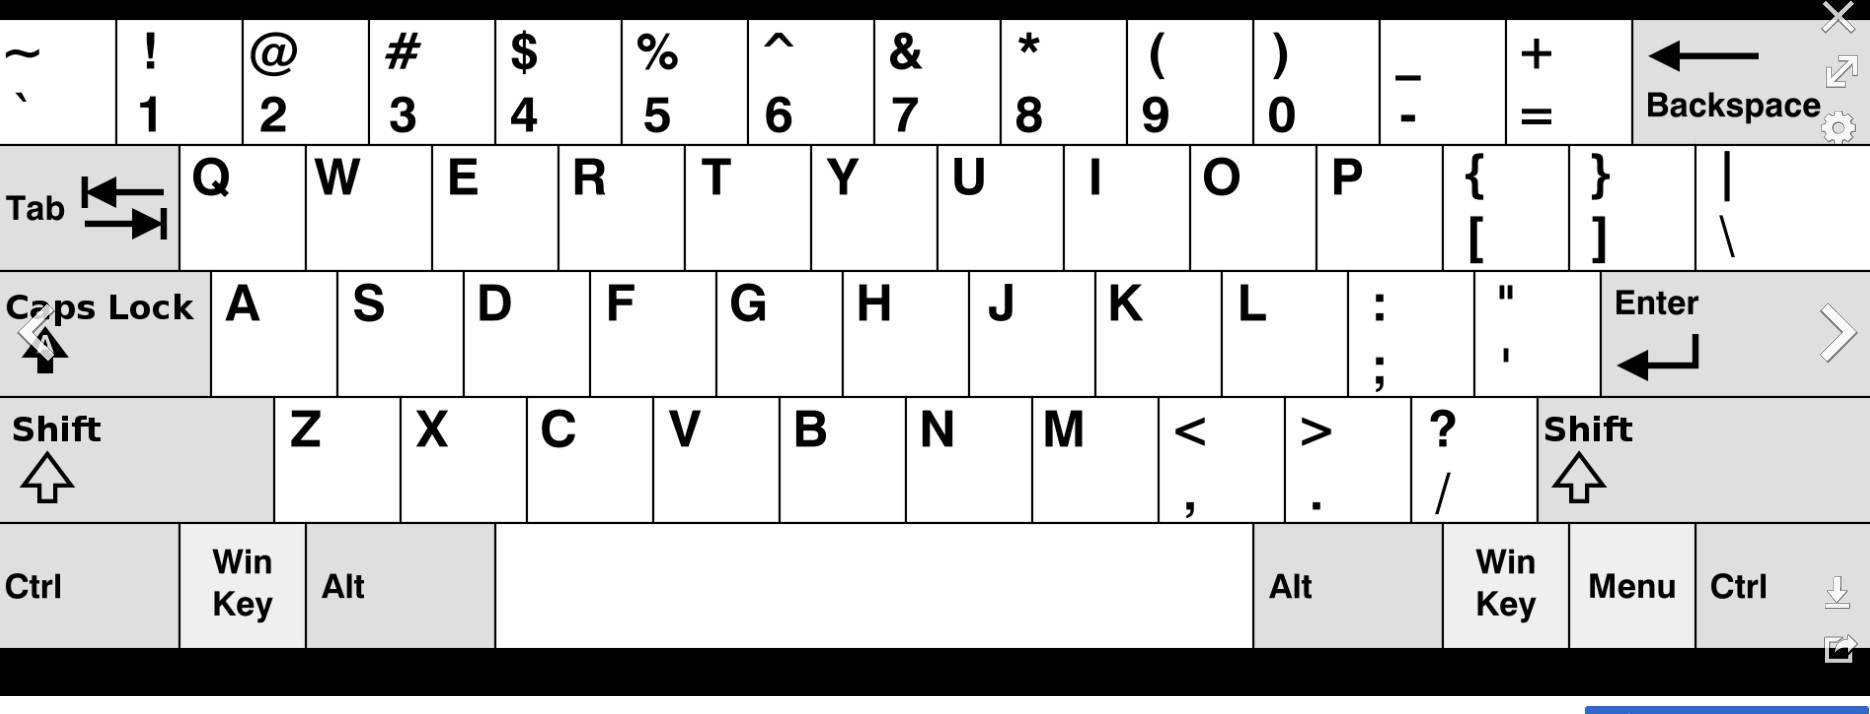 ~ ! @ # $ % ^ & * ( ) _ +
` 1 2 3 4 5 6 7 8 9 0 - = Backspace
Tab Q W E R T Y U I O P { } |
[ ] \
Caps Lock A S D F G H J K L : " Enter
A ; '
Shift Z X C V B N M < > ? Shift
, . /
Ctrl Win Key Alt Alt Win Key Menu Ctrl